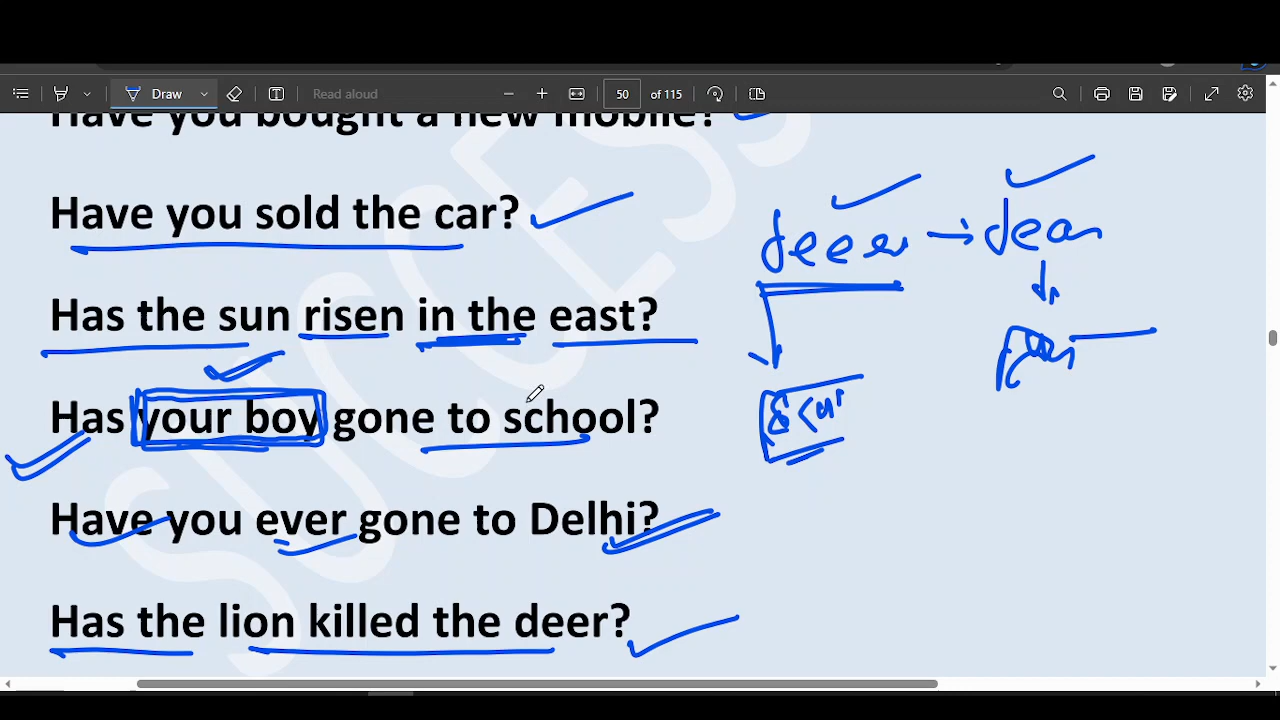 Draw
Read aloud
50 of 115
Have you bought a new mobile?
Have you sold the car?
Has the sun risen in the east?
Has your boy gone to school?
Have you ever gone to Delhi?
Has the lion killed the deer?
SUCCESS
dear